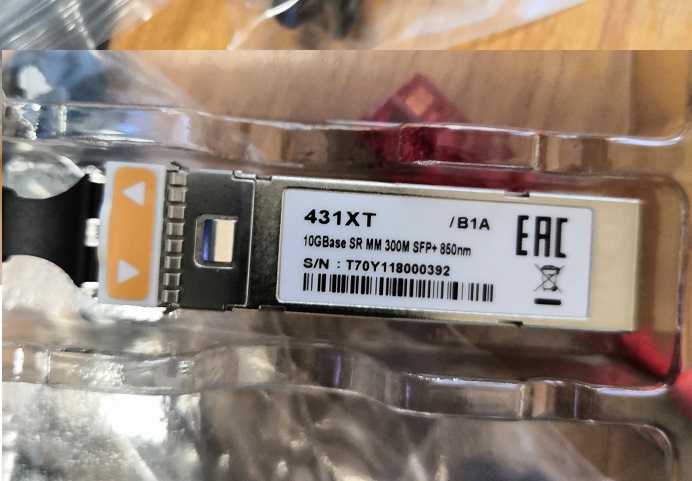 431XT /B1A
10GBase SR MM 300M SFP+ 850nm
S/N : T70Y118000392
EAC